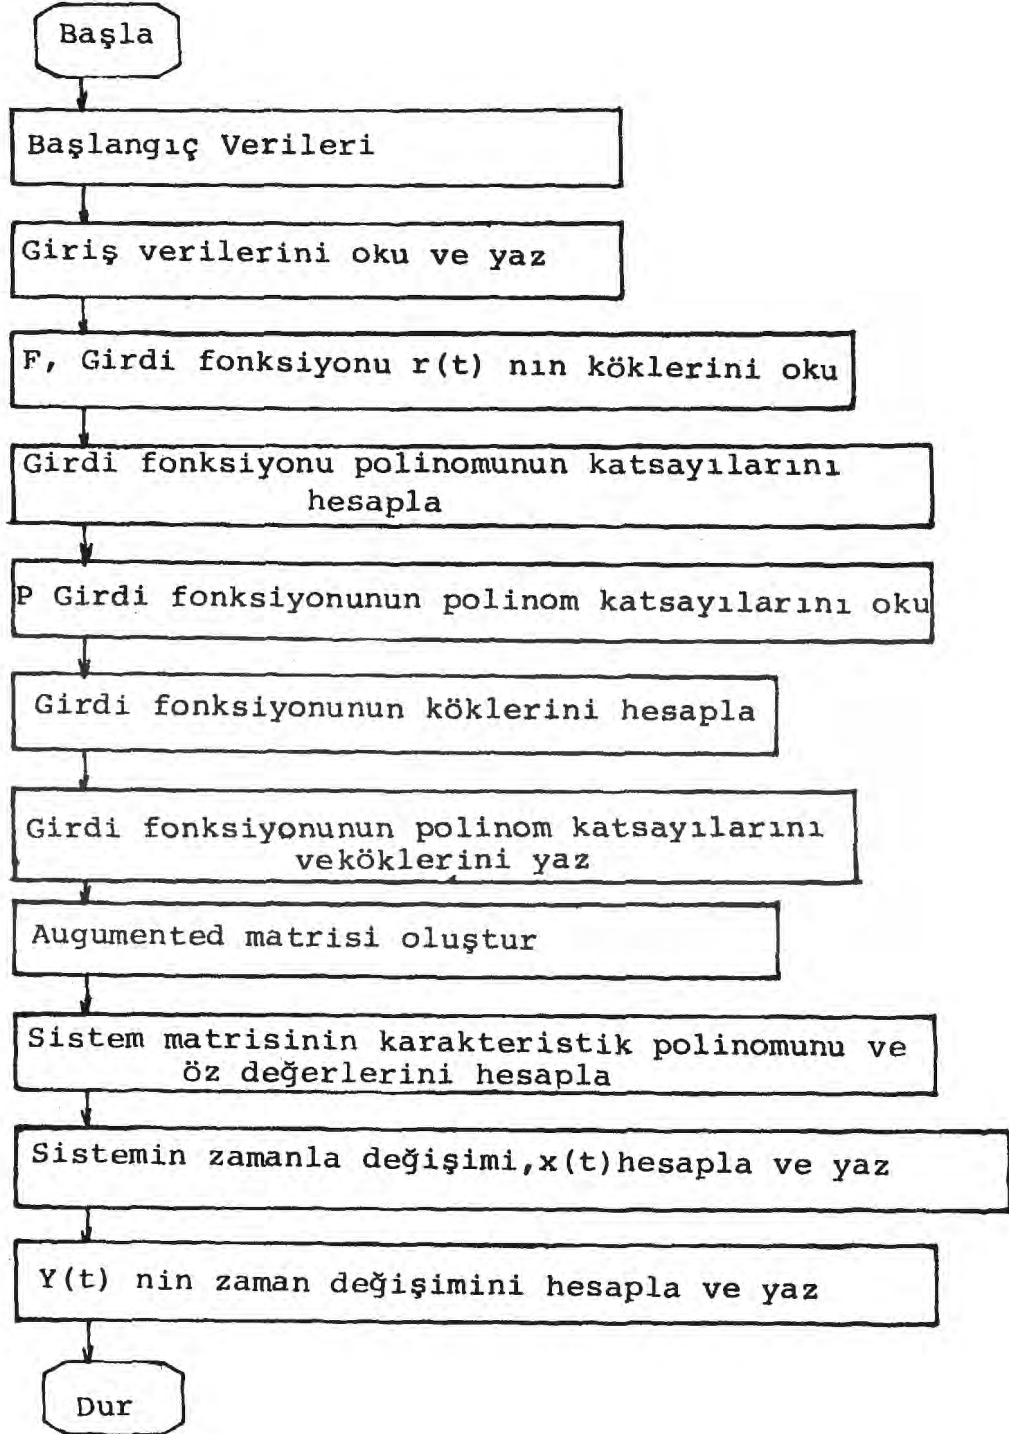 Başla
Başlangıç Verileri
Giriş verilerini oku ve yaz
F, Girdi fonksiyonu r(t) nın köklerini oku
Girdi fonksiyonu polinomunun katsayılarını
hesapla
P Girdi fonksiyonunun polinom katsayılarını oku
Girdi fonksiyonunun köklerini hesapla
Girdi fonksiyonunun polinom katsayılarını
veköklerini yaz
Augumented matrisi oluştur
Sistem matrisinin karakteristik polinomunu ve
öz değerlerini hesapla
Sistemin zamanla değişimi,x(t)hesapla ve yaz
Y(t) nin zaman değişimini hesapla ve yaz
Dur